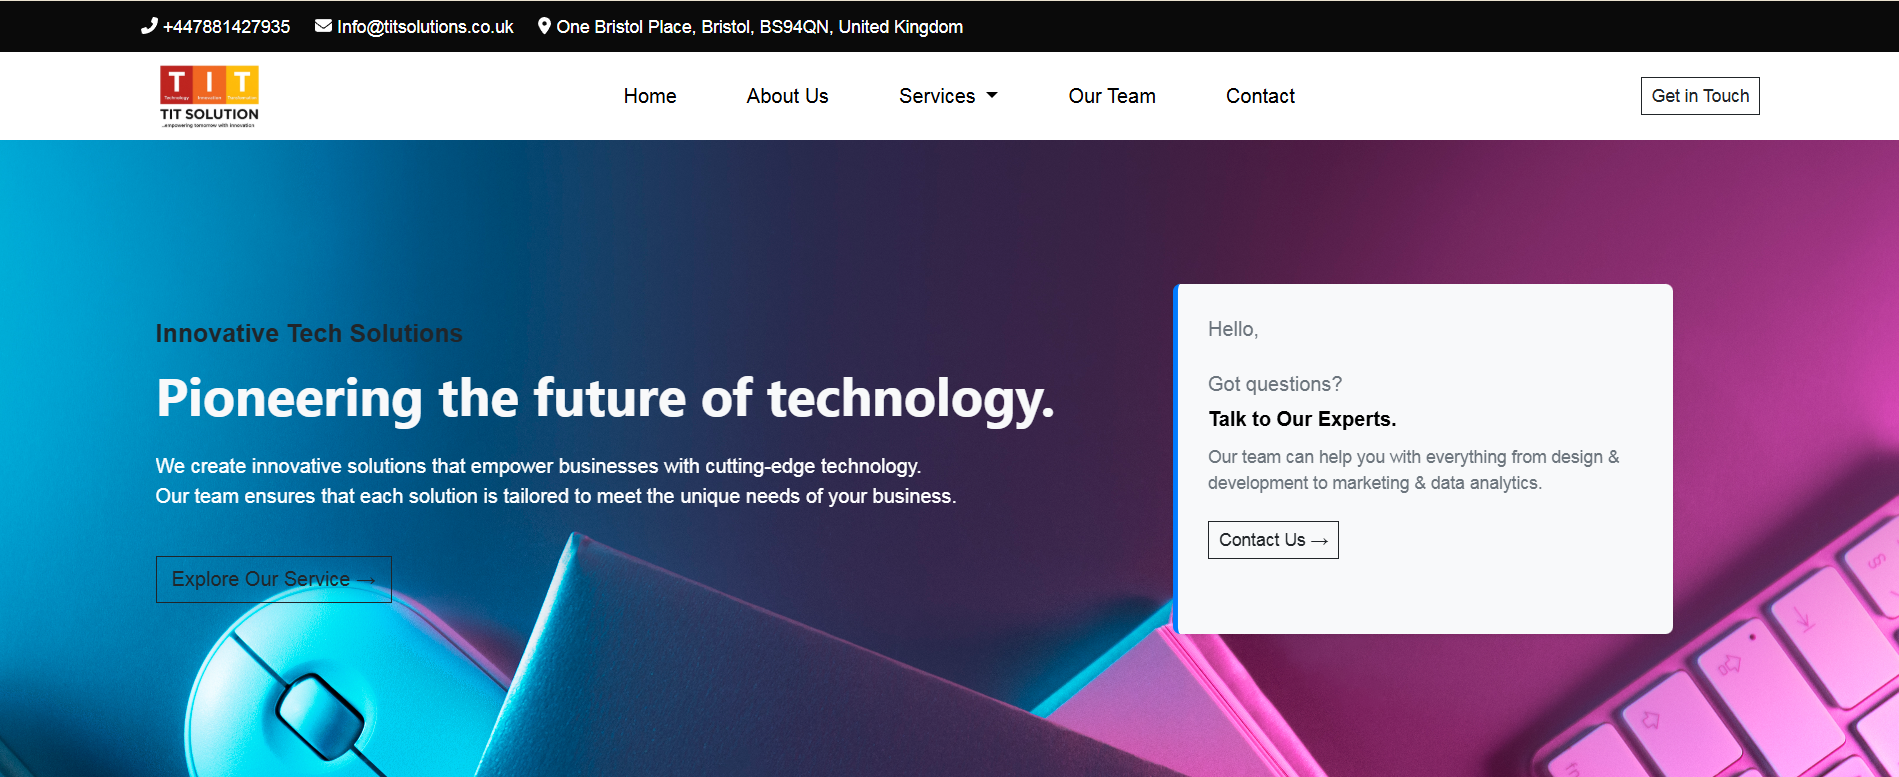 +447881427935 Info@titsolutions.co.uk One Bristol Place, Bristol, BS94QN, United Kingdom
T I T
Technology Innovation
TIT SOLUTION
...empowering tomorrow with innovation
Home About Us Services Our Team Contact
Get in Touch
Innovative Tech Solutions
Pioneering the future of technology.
We create innovative solutions that empower businesses with cutting-edge technology.
Our team ensures that each solution is tailored to meet the unique needs of your business.
Explore Our Service →
Hello,
Got questions?
Talk to Our Experts.
Our team can help you with everything from design &
development to marketing & data analytics.
Contact Us →
§
fn